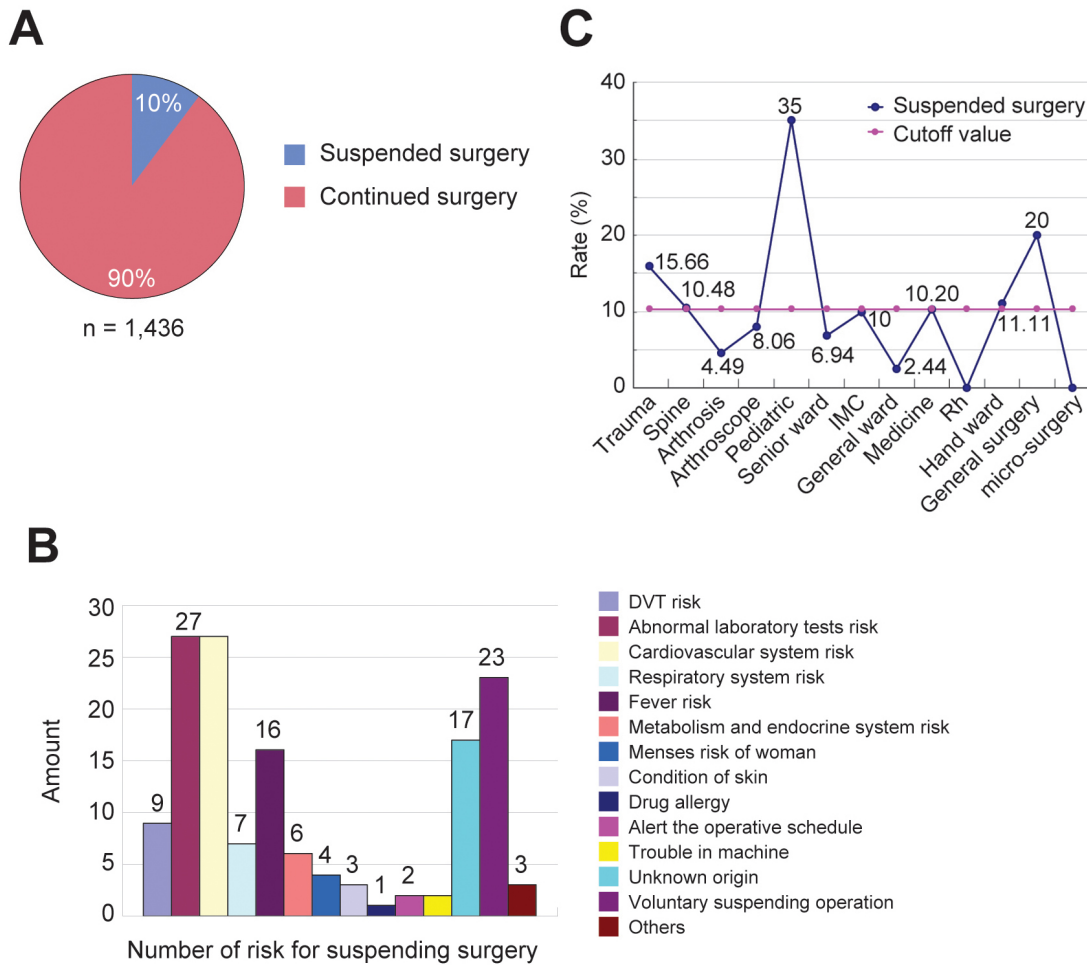 A
10%
90%
n = 1,436
Suspended surgery
Continued surgery
C
Rate (%)
40
30
20
10
0
Suspended surgery
Cutoff value
15.66
10.48
4.49
8.06
35
6.94
10
2.44
10.20
11.11
20
Trauma
Spine
Arthrosis
Arthroscope
Pediatric
Senior ward
IMC
General ward
Medicine
Rh
Hand ward
General surgery
micro-surgery
B
Amount
30
25
20
15
10
5
0
9
27
7
16
6
4
3
1
2
17
23
3
Number of risk for suspending surgery
DVT risk
Abnormal laboratory tests risk
Cardiovascular system risk
Respiratory system risk
Fever risk
Metabolism and endocrine system risk
Menses risk of woman
Condition of skin
Drug allergy
Alert the operative schedule
Trouble in machine
Unknown origin
Voluntary suspending operation
Others